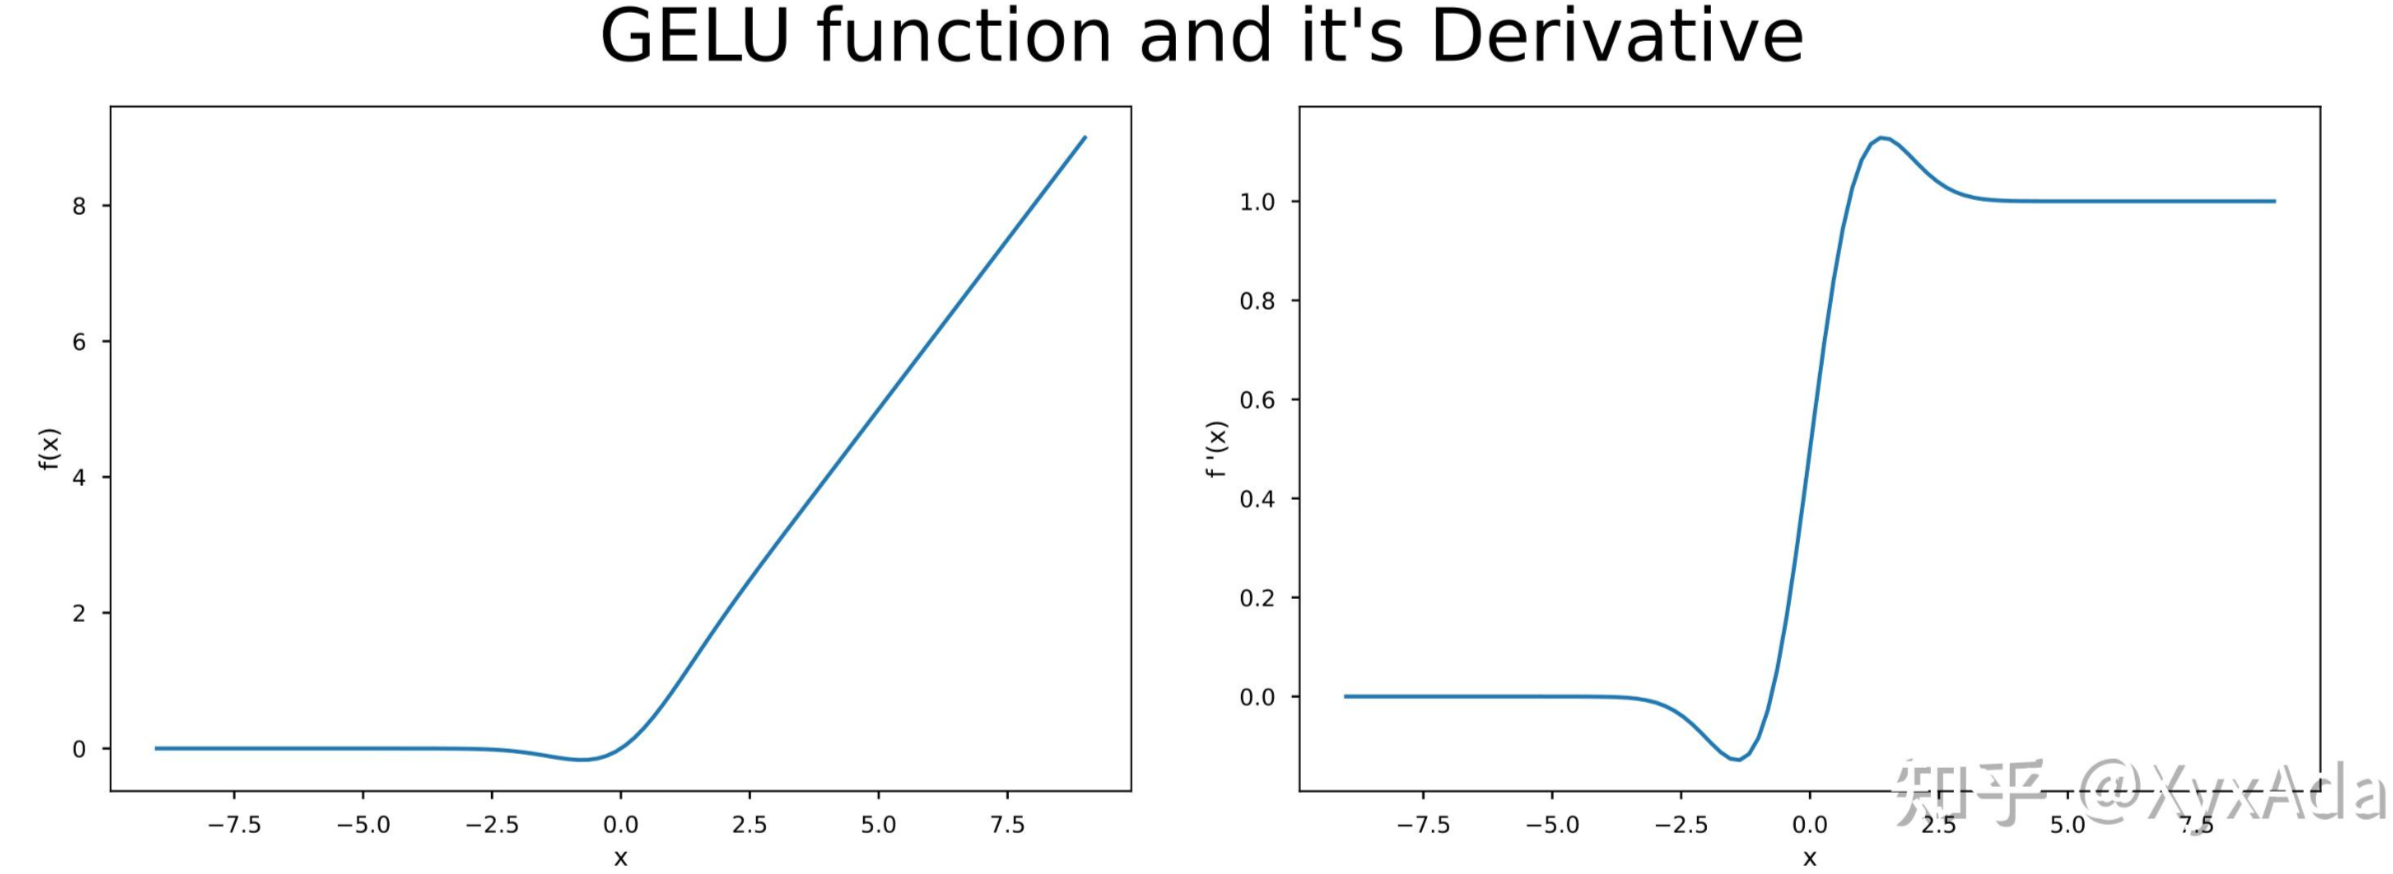 GELU function and it's Derivative
f(x)
8
6
4
2
0
−7.5 −5.0 −2.5 0.0 2.5 5.0 7.5
x
f '(x)
1.0
0.8
0.6
0.4
0.2
0.0
−7.5 −5.0 −2.5 0.0 2.5 5.0 7.5
x
知乎 @XyxAda